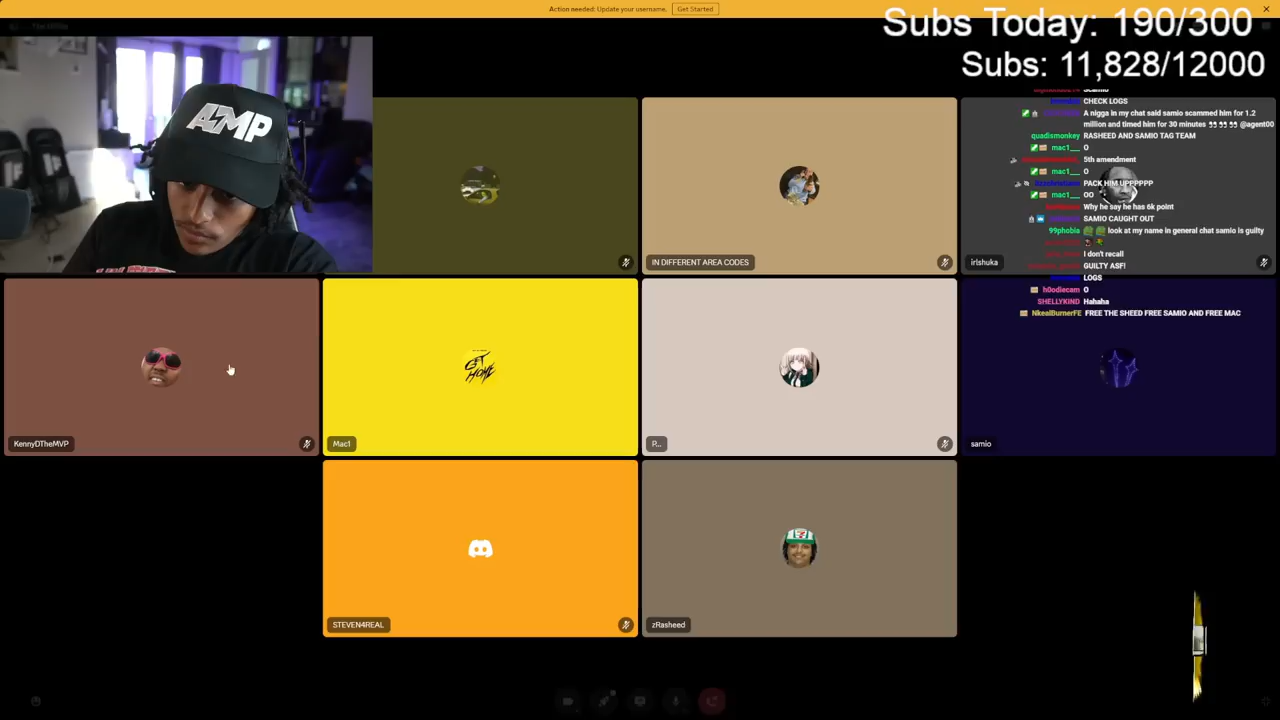 Action needed: Update your username.
Get Started
Subs Today: 190/300
Subs: 11,828/12000
AMP
CHECK LOGS
A nigga in my chat said samio scammed him for 1.2
million and timed him for 30 minutes 👀👀👀👀 @agent00
quadismonkey RASHEED AND SAMIO TAG TEAM
mac1___ O
5th amendment
mac1___ O
PACK HIM UPPPPPP
mac1___ OO
Why he say he has 6k point
SAMIO CAUGHT OUT
99phobia look at my name in general chat samio is guilty
I don't recall
GUILTY ASF!
LOGS
h0odiecam O
SHELLYKIND Hahaha
NkealBurnerFE FREE THE SHEED FREE SAMIO AND FREE MAC
IN DIFFERENT AREA CODES
irlshuka
GET HOME
KennyDTheMVP
Mac1
P...
samio
STEVEN4REAL
zRasheed